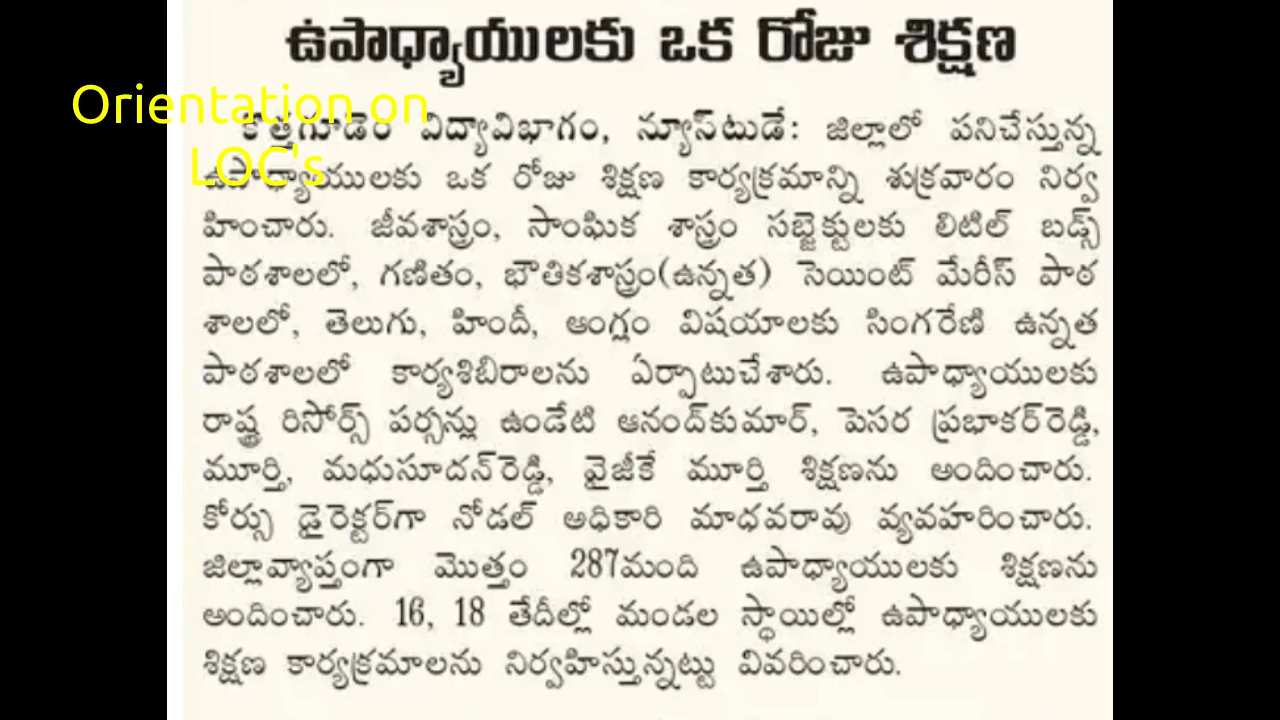 ఉపాధ్యాయులకు ఒక రోజు శిక్షణ
Orientation on
LOC's
కొత్తగూడెం విద్యావిభాగం, న్యూస్‌టుడే: జిల్లాలో పనిచేస్తున్న
ఉపాధ్యాయులకు ఒక రోజు శిక్షణ కార్యక్రమాన్ని శుక్రవారం నిర్వ
హించారు. జీవశాస్త్రం, సాంఘిక శాస్త్రం సబ్జెక్టులకు లిటిల్ బడ్స్
పాఠశాలలో, గణితం, భౌతికశాస్త్రం(ఉన్నత) సెయింట్ మేరీస్ పాఠ
శాలలో, తెలుగు, హిందీ, ఆంగ్లం విషయాలకు సింగరేణి ఉన్నత
పాఠశాలలో కార్యశిబిరాలను ఏర్పాటుచేశారు. ఉపాధ్యాయులకు
రాష్ట్ర రిసోర్స్ పర్సన్లు ఉండేటి ఆనంద్‌కుమార్, పెసర ప్రభాకర్‌రెడ్డి,
మూర్తి, మధుసూదన్‌రెడ్డి, వైజీకే మూర్తి శిక్షణను అందించారు.
కోర్సు డైరెక్టర్‌గా నోడల్ అధికారి మాధవరావు వ్యవహరించారు.
జిల్లావ్యాప్తంగా మొత్తం 287మంది ఉపాధ్యాయులకు శిక్షణను
అందించారు. 16, 18 తేదీల్లో మండల స్థాయిల్లో ఉపాధ్యాయులకు
శిక్షణ కార్యక్రమాలను నిర్వహిస్తున్నట్టు వివరించారు.